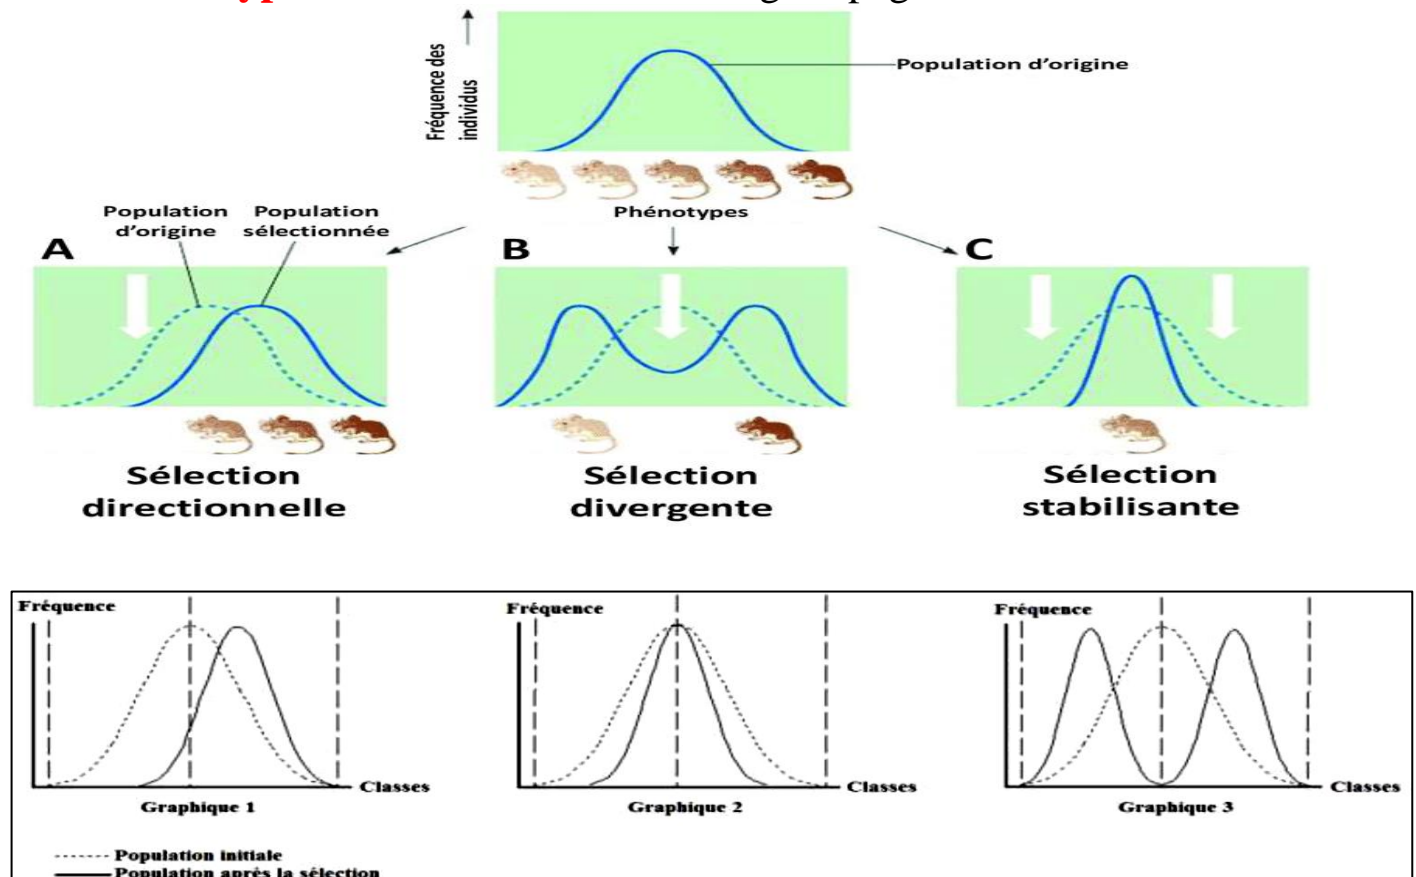 Fréquence des
individus
Population d'origine
Phénotypes
Population
d'origine
Population
sélectionnée
A
B
C
Sélection
directionnelle
Sélection
divergente
Sélection
stabilisante
Fréquence
Classes
Graphique 1
Fréquence
Classes
Graphique 2
Fréquence
Classes
Graphique 3
Population initiale
Population après la sélection